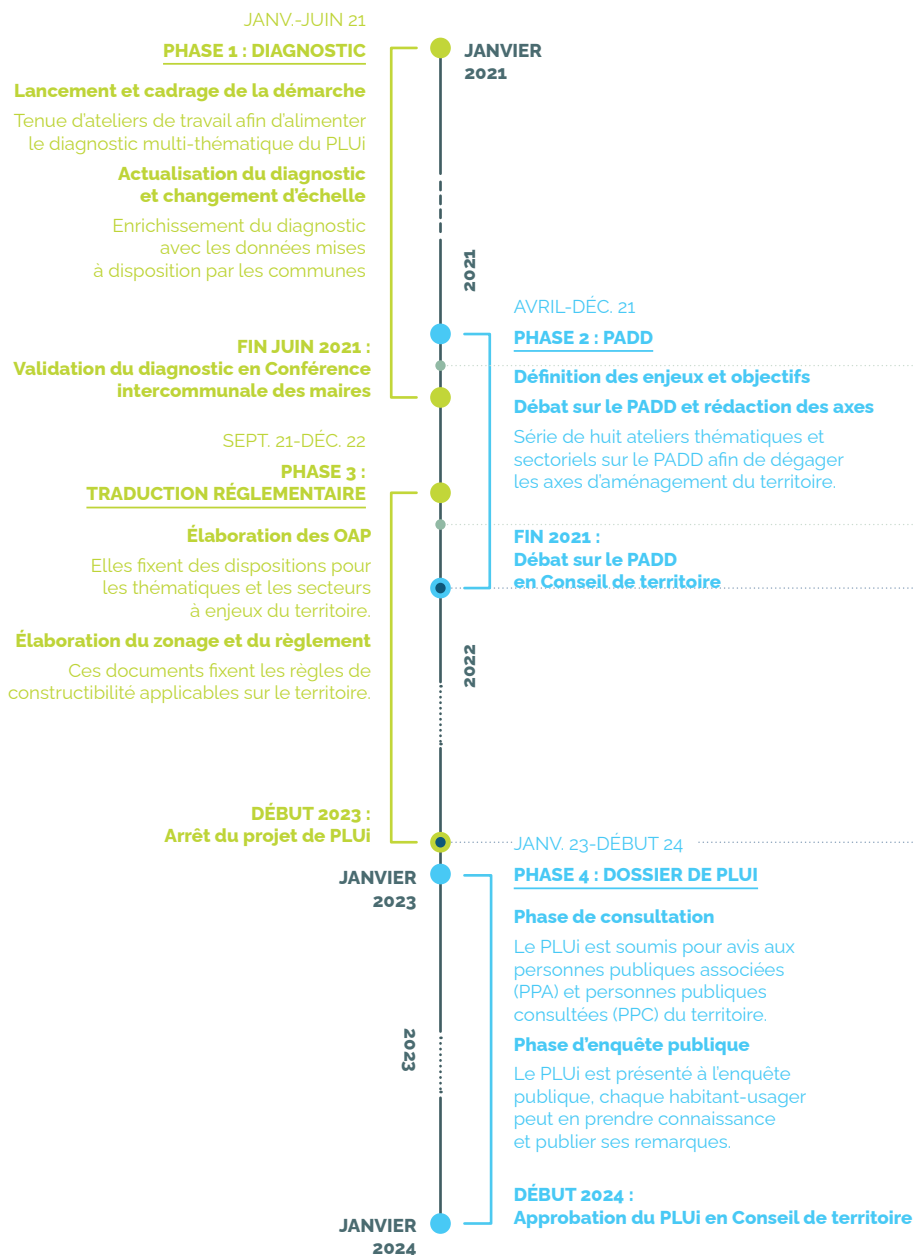 JANV.-JUIN 21
PHASE 1 : DIAGNOSTIC
Lancement et cadrage de la démarche
Tenue d'ateliers de travail afin d'alimenter
le diagnostic multi-thématique du PLUi
Actualisation du diagnostic
et changement d'échelle
Enrichissement du diagnostic
avec les données mises
à disposition par les communes
FIN JUIN 2021 :
Validation du diagnostic en Conférence
intercommunale des maires
JANVIER
2021
2021
AVRIL-DÉC. 21
PHASE 2 : PADD
Définition des enjeux et objectifs
Débat sur le PADD et rédaction des axes
Série de huit ateliers thématiques et
sectoriels sur le PADD afin de dégager
les axes d'aménagement du territoire.
FIN 2021 :
Débat sur le PADD
en Conseil de territoire
SEPT. 21-DÉC. 22
PHASE 3 :
TRADUCTION RÉGLEMENTAIRE
Élaboration des OAP
Elles fixent des dispositions pour
les thématiques et les secteurs
à enjeux du territoire.
Élaboration du zonage et du règlement
Ces documents fixent les règles de
constructibilité applicables sur le territoire.
2022
DÉBUT 2023 :
Arrêt du projet de PLUi
JANVIER
2023
JANV. 23-DÉBUT 24
PHASE 4 : DOSSIER DE PLUI
Phase de consultation
Le PLUi est soumis pour avis aux
personnes publiques associées
(PPA) et personnes publiques
consultées (PPC) du territoire.
Phase d'enquête publique
Le PLUi est présenté à l'enquête
publique, chaque habitant-usager
peut en prendre connaissance
et publier ses remarques.
2023
DÉBUT 2024 :
Approbation du PLUi en Conseil de territoire
JANVIER
2024